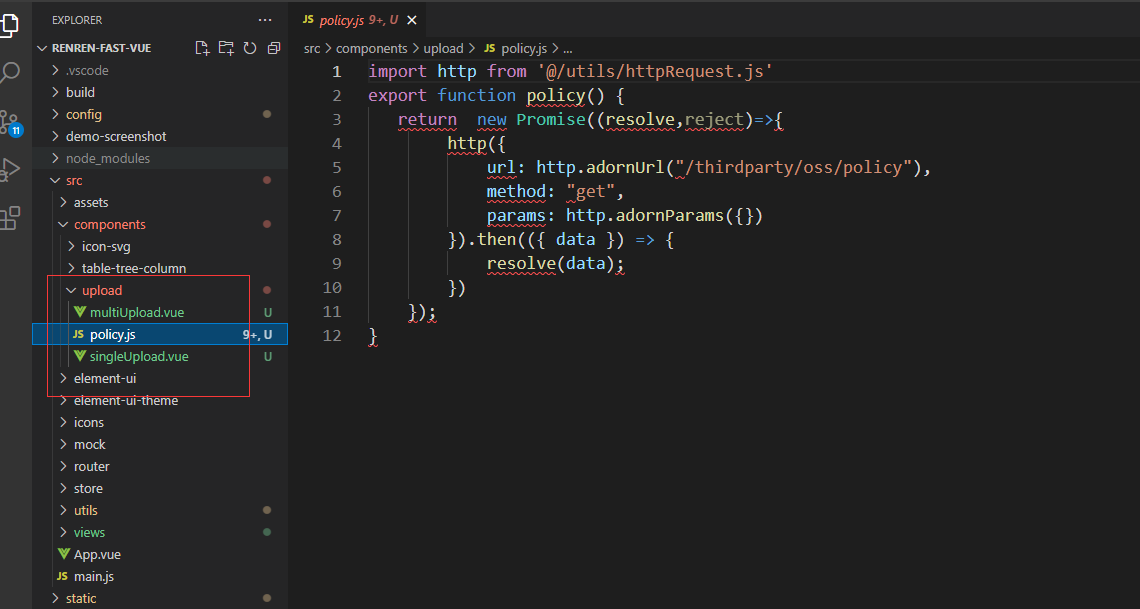 EXPLORER
···
RENREN-FAST-VUE
.vscode
build
config
demo-screenshot
node_modules
src
assets
components
icon-svg
table-tree-column
upload
multiUpload.vue U
JS policy.js 9+, U
singleUpload.vue U
element-ui
element-ui-theme
icons
mock
router
store
utils
views
App.vue
JS main.js
static
11
JS policy.js 9+, U ×
src > components > upload > JS policy.js > ...
1 import http from '@/utils/httpRequest.js'
2 export function policy() {
3 return  new Promise((resolve,reject)=>{
4 http({
5 url: http.adornUrl("/thirdparty/oss/policy"),
6 method: "get",
7 params: http.adornParams({})
8 }).then(({ data }) => {
9 resolve(data);
10 })
11 });
12 }